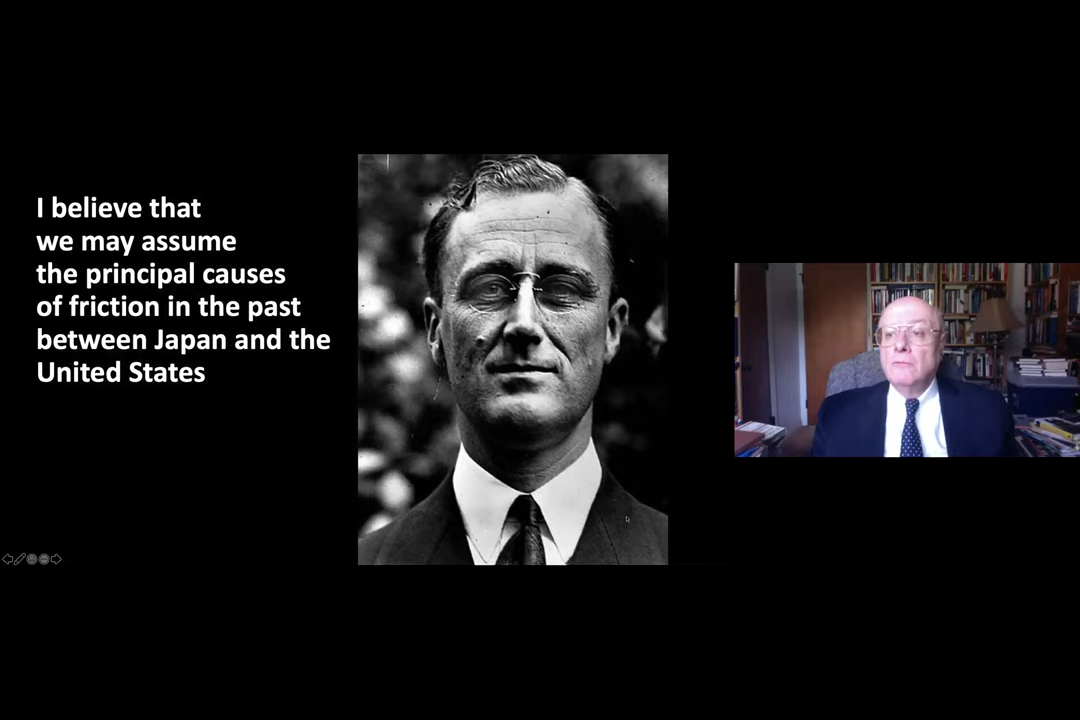 I believe that
we may assume
the principal causes
of friction in the past
between Japan and the
United States